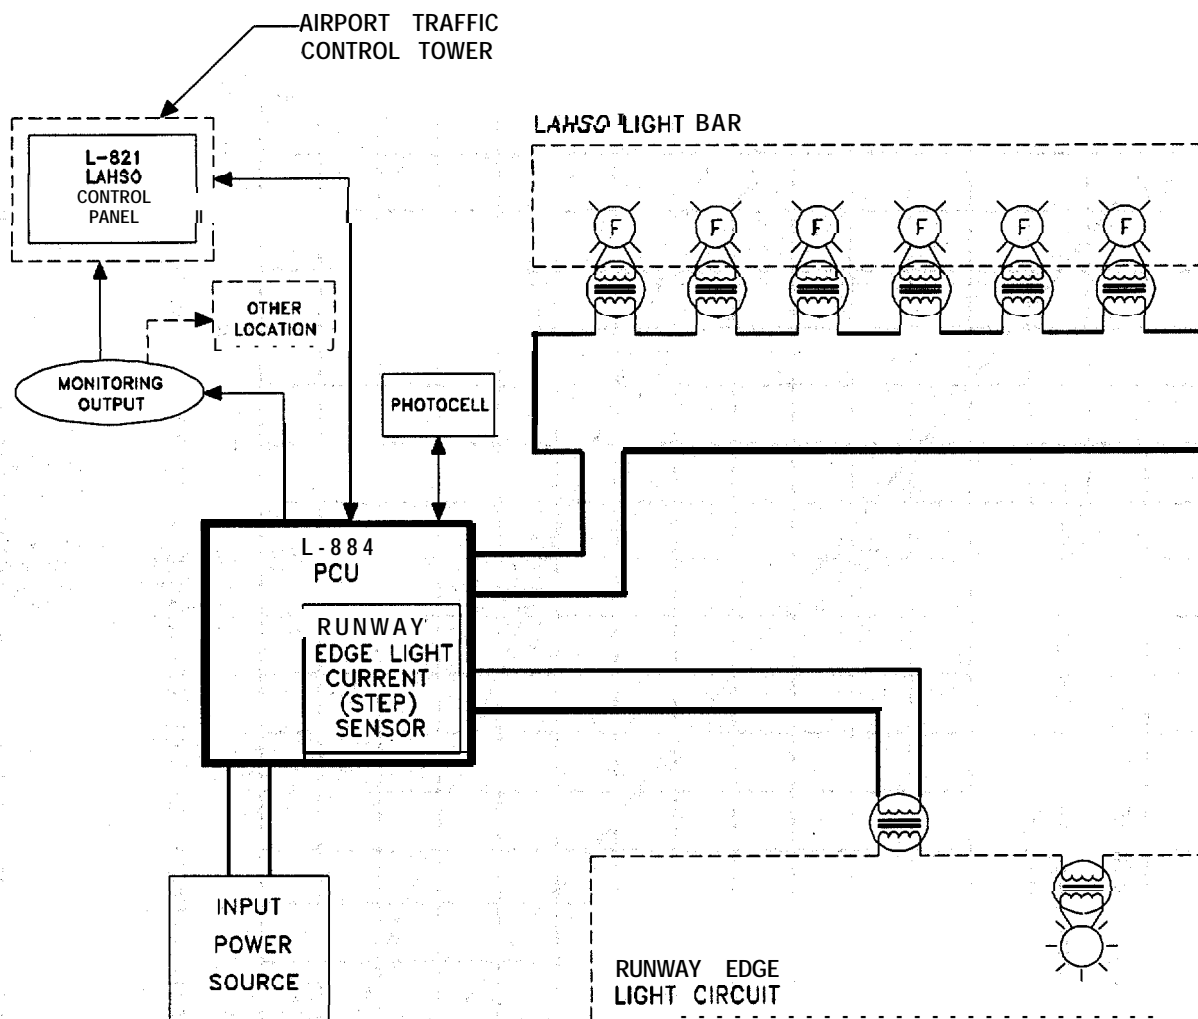 AIRPORT TRAFFIC
CONTROL TOWER
L-821
LAHSO
CONTROL
PANEL
OTHER
LOCATION
MONITORING
OUTPUT
PHOTOCELL
LAHSO LIGHT BAR
F F F F F F
L-884
PCU
RUNWAY
EDGE LIGHT
CURRENT
(STEP)
SENSOR
INPUT
POWER
SOURCE
RUNWAY EDGE
LIGHT CIRCUIT